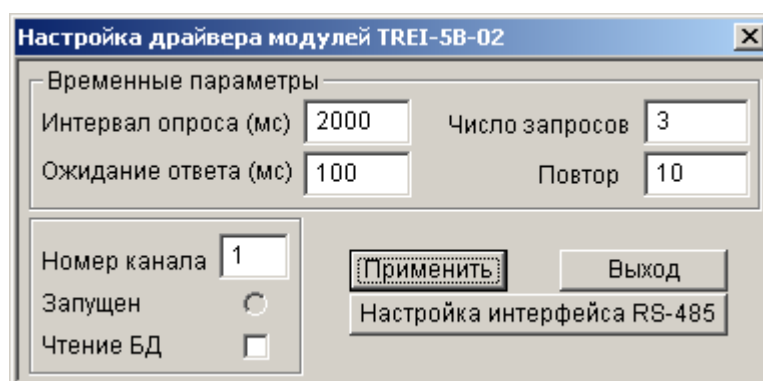 Настройка драйвера модулей TREI-5B-02
Временные параметры
Интервал опроса (мс) 2000 Число запросов 3
Ожидание ответа (мс) 100 Повтор 10
Номер канала 1
Применить Выход
Запущен
Настройка интерфейса RS-485
Чтение БД